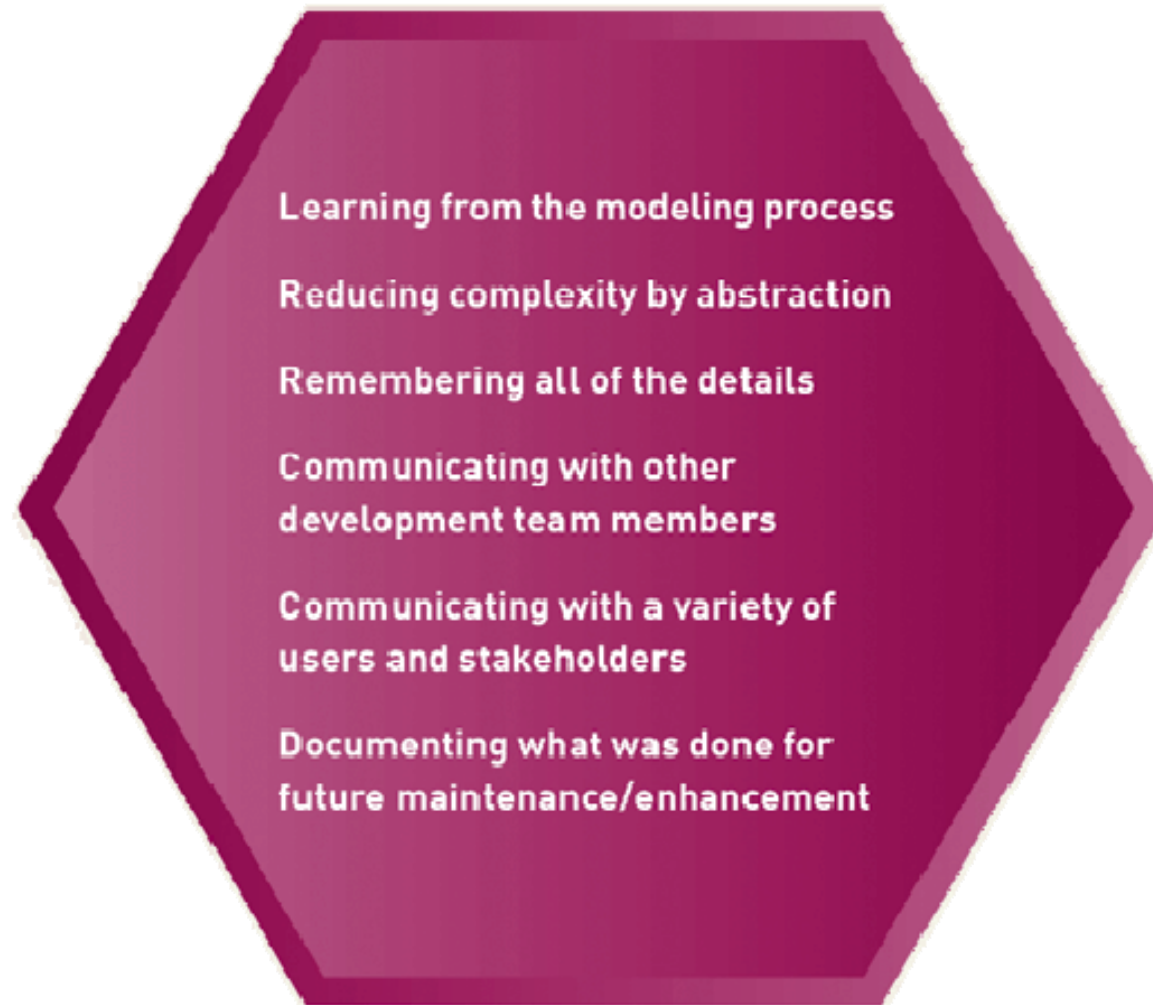 Learning from the modeling process
Reducing complexity by abstraction
Remembering all of the details
Communicating with other
development team members
Communicating with a variety of
users and stakeholders
Documenting what was done for
future maintenance/enhancement